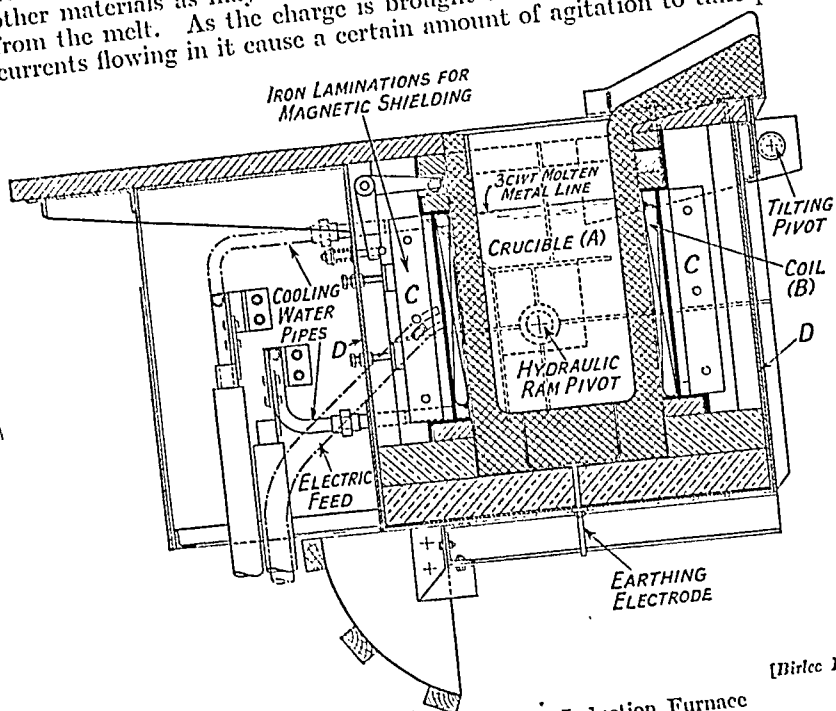 other materials as may
from the melt. As the charge is brought
currents flowing in it cause a certain amount of agitation to take
IRON LAMINATIONS FOR
MAGNETIC SHIELDING
3CWT MOLTEN
METAL LINE
TILTING
PIVOT
CRUCIBLE (A)
COIL
(B)
C
C
COOLING
WATER
PIPES
D
D
HYDRAULIC
RAM PIVOT
ELECTRIC
FEED
EARTHING
ELECTRODE
[Birlec
Induction Furnace